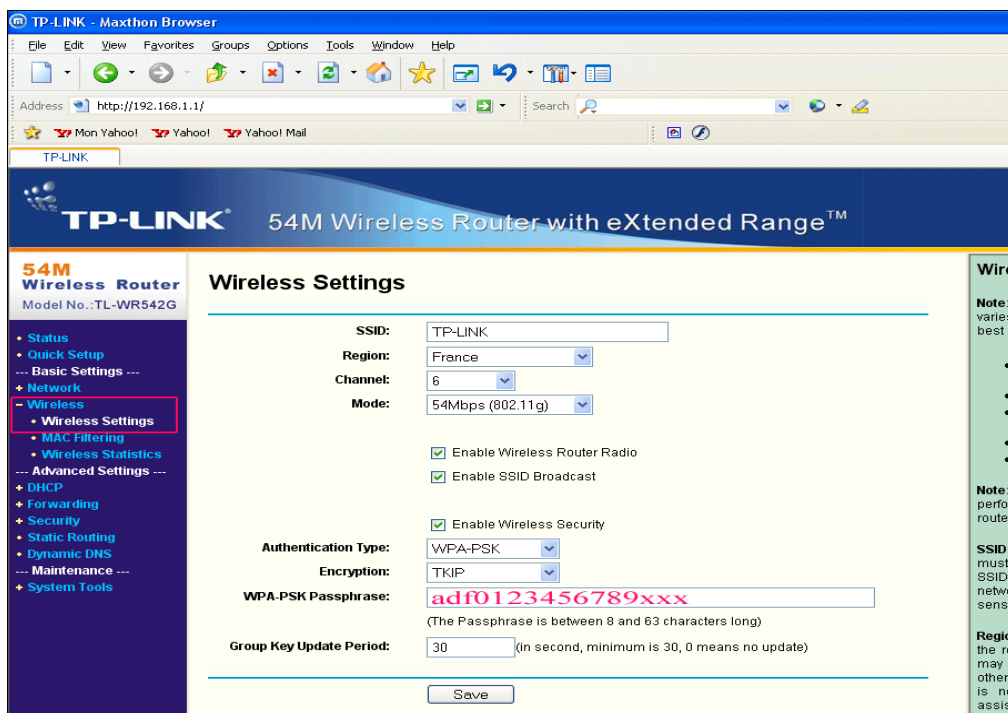 TP-LINK - Maxthon Browser
File Edit View Favorites Groups Options Tools Window Help
Address http://192.168.1.1/ Search
Mon Yahoo! Yahoo! Yahoo! Mail
TP-LINK
TP-LINK® 54M Wireless Router with eXtended Range™
54M
Wireless Router
Model No.:TL-WR542G
• Status
• Quick Setup
--- Basic Settings ---
+ Network
- Wireless
• Wireless Settings
• MAC Filtering
• Wireless Statistics
--- Advanced Settings ---
+ DHCP
+ Forwarding
+ Security
• Static Routing
• Dynamic DNS
--- Maintenance ---
+ System Tools
Wireless Settings
SSID: TP-LINK
Region: France
Channel: 6
Mode: 54Mbps (802.11g)
Enable Wireless Router Radio
Enable SSID Broadcast
Enable Wireless Security
Authentication Type: WPA-PSK
Encryption: TKIP
WPA-PSK Passphrase: adf0123456789xxx
(The Passphrase is between 8 and 63 characters long)
Group Key Update Period: 30 (in second, minimum is 30, 0 means no update)
Save
Note:
best
Note:
SSID
must
SSID
the
may
other
is